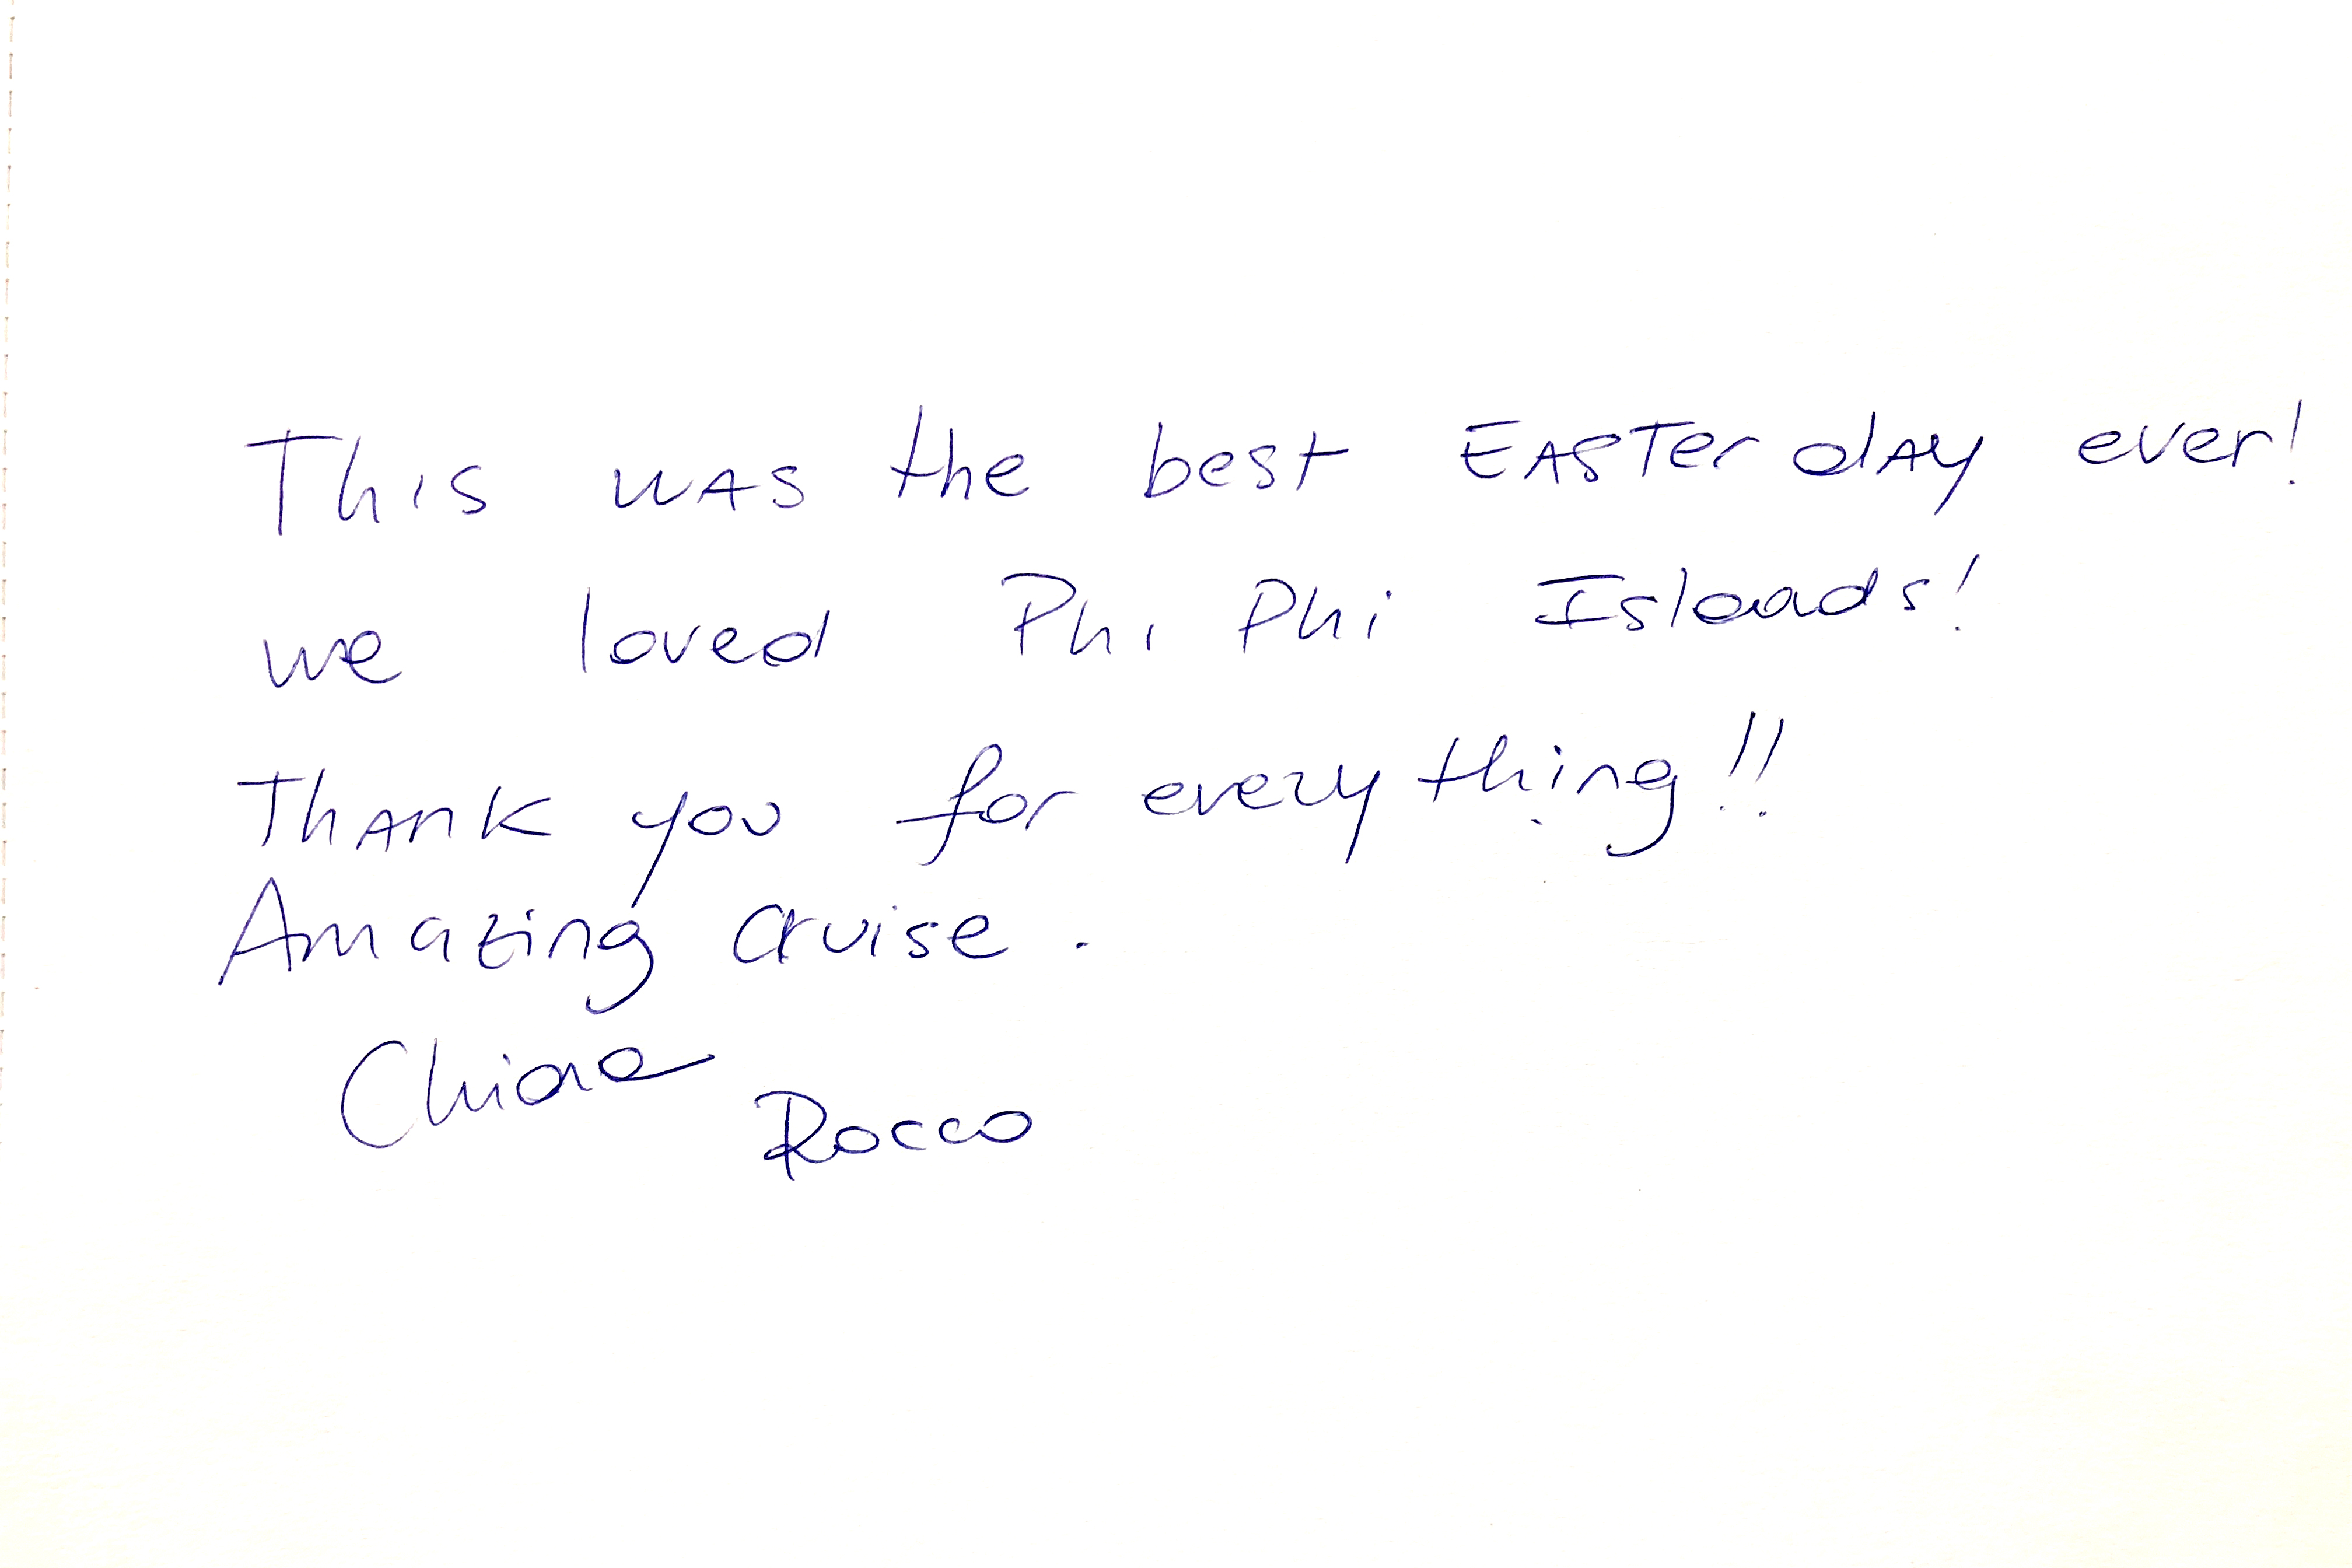 This was the best EASTer day ever!
we loved Phi Phi Islands!
Thank you for every thing!!
Amazing cruise.
Chiara
Rocco